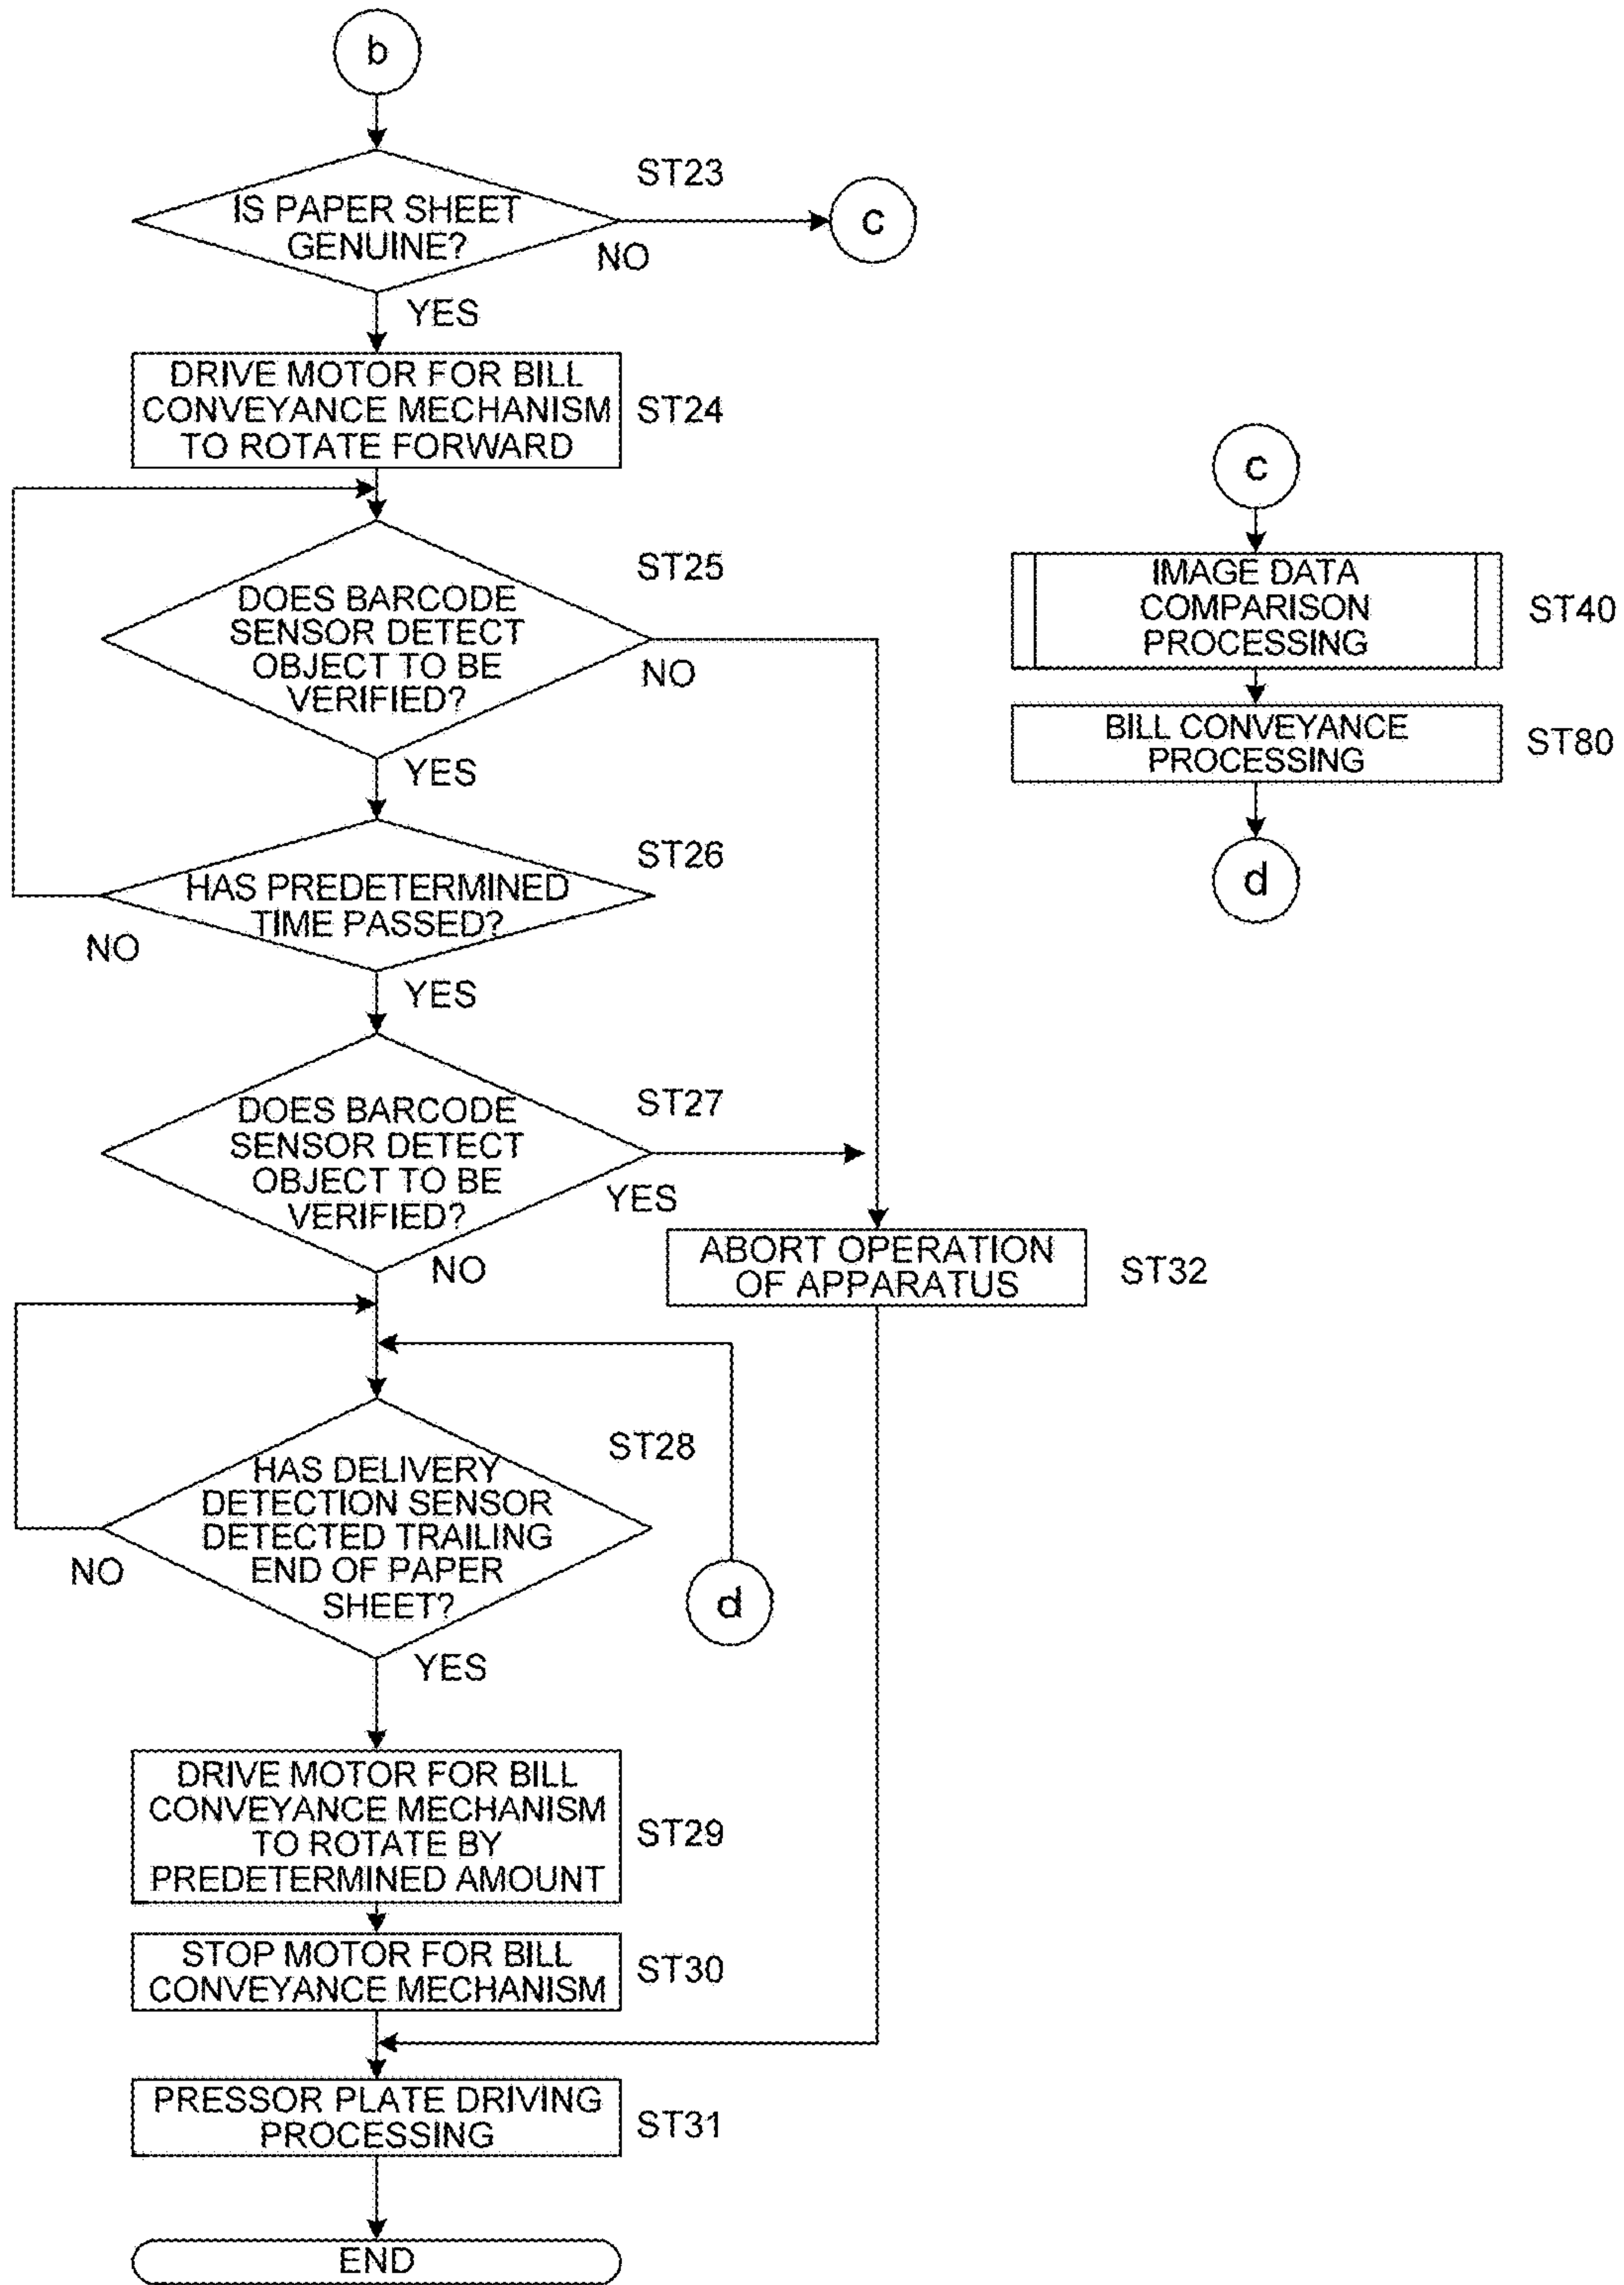 b
ST23
IS PAPER SHEET
GENUINE?
NO
c
YES
DRIVE MOTOR FOR BILL
CONVEYANCE MECHANISM
TO ROTATE FORWARD
ST24
ST25
DOES BARCODE
SENSOR DETECT
OBJECT TO BE
VERIFIED?
NO
YES
ST26
HAS PREDETERMINED
TIME PASSED?
NO
YES
ST27
DOES BARCODE
SENSOR DETECT
OBJECT TO BE
VERIFIED?
YES
NO
ABORT OPERATION
OF APPARATUS
ST32
ST28
HAS DELIVERY
DETECTION SENSOR
DETECTED TRAILING
END OF PAPER
SHEET?
NO
d
YES
DRIVE MOTOR FOR BILL
CONVEYANCE MECHANISM
TO ROTATE BY
PREDETERMINED AMOUNT
ST29
STOP MOTOR FOR BILL
CONVEYANCE MECHANISM
ST30
PRESSOR PLATE DRIVING
PROCESSING
ST31
END
c
IMAGE DATA
COMPARISON
PROCESSING
ST40
BILL CONVEYANCE
PROCESSING
ST80
d